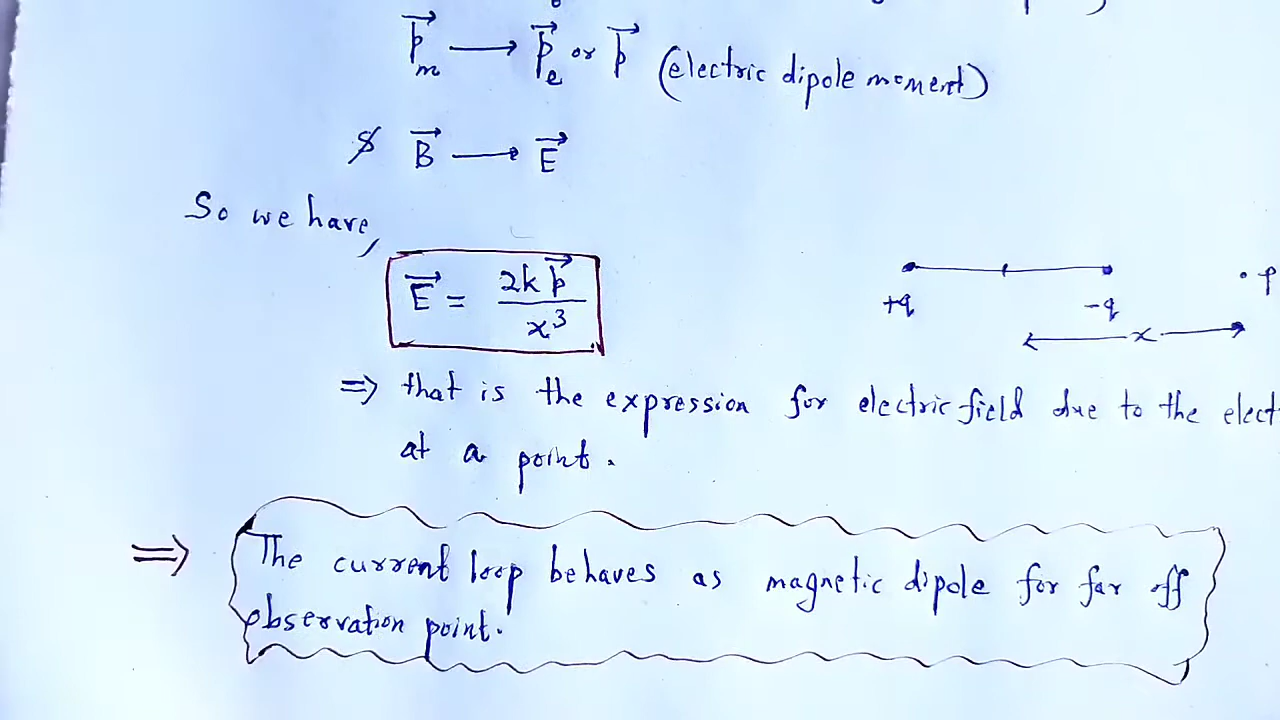 p⃗m ⟶ p⃗e or p⃗ (electric dipole moment)
& B⃗ ⟶ E⃗
So we have,
E⃗ = 2k p⃗ / x³
+q -q p
x
⇒ that is the expression for electric field due to the elect
at a point.
⇒ The current loop behaves as magnetic dipole for far off
observation point.